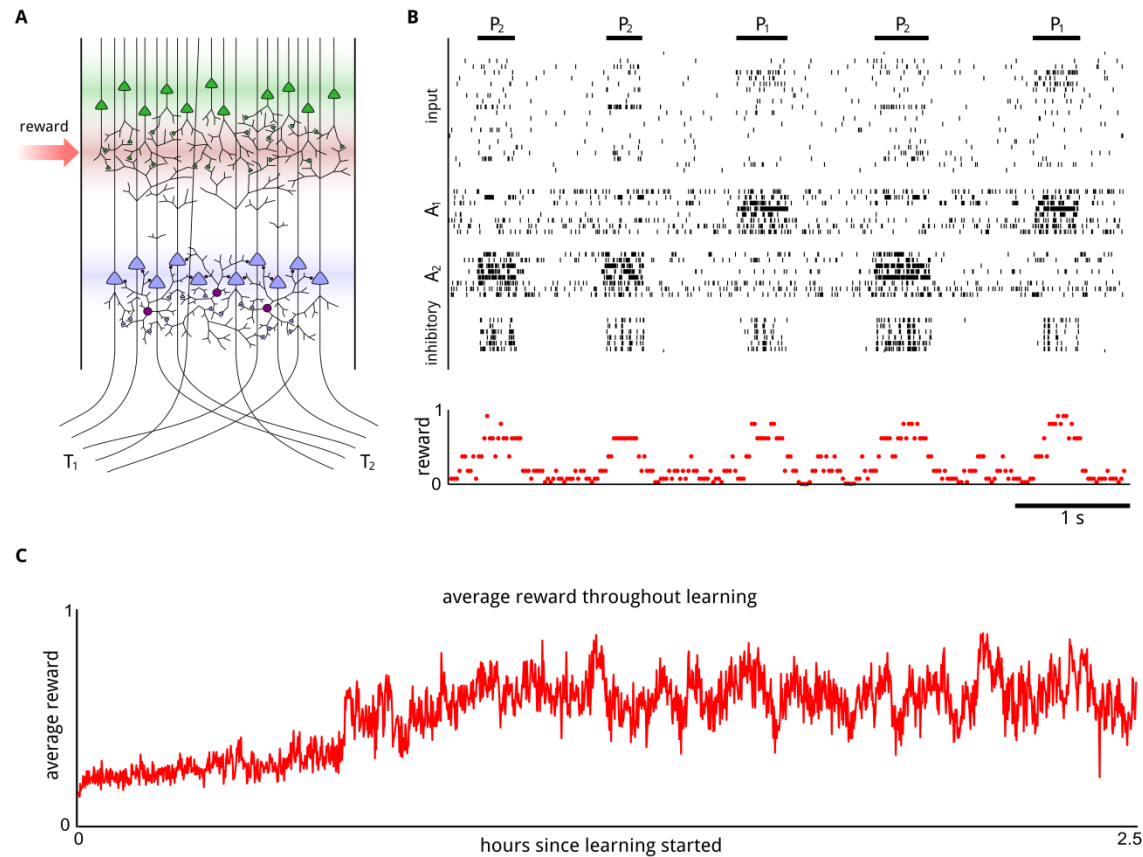 A
reward
T₁
T₂
B
P₂
P₂
P₁
P₂
P₁
input
A₁
A₂
inhibitory
1
reward
0
1 s
C
average reward throughout learning
1
average reward
0
0
2.5
hours since learning started